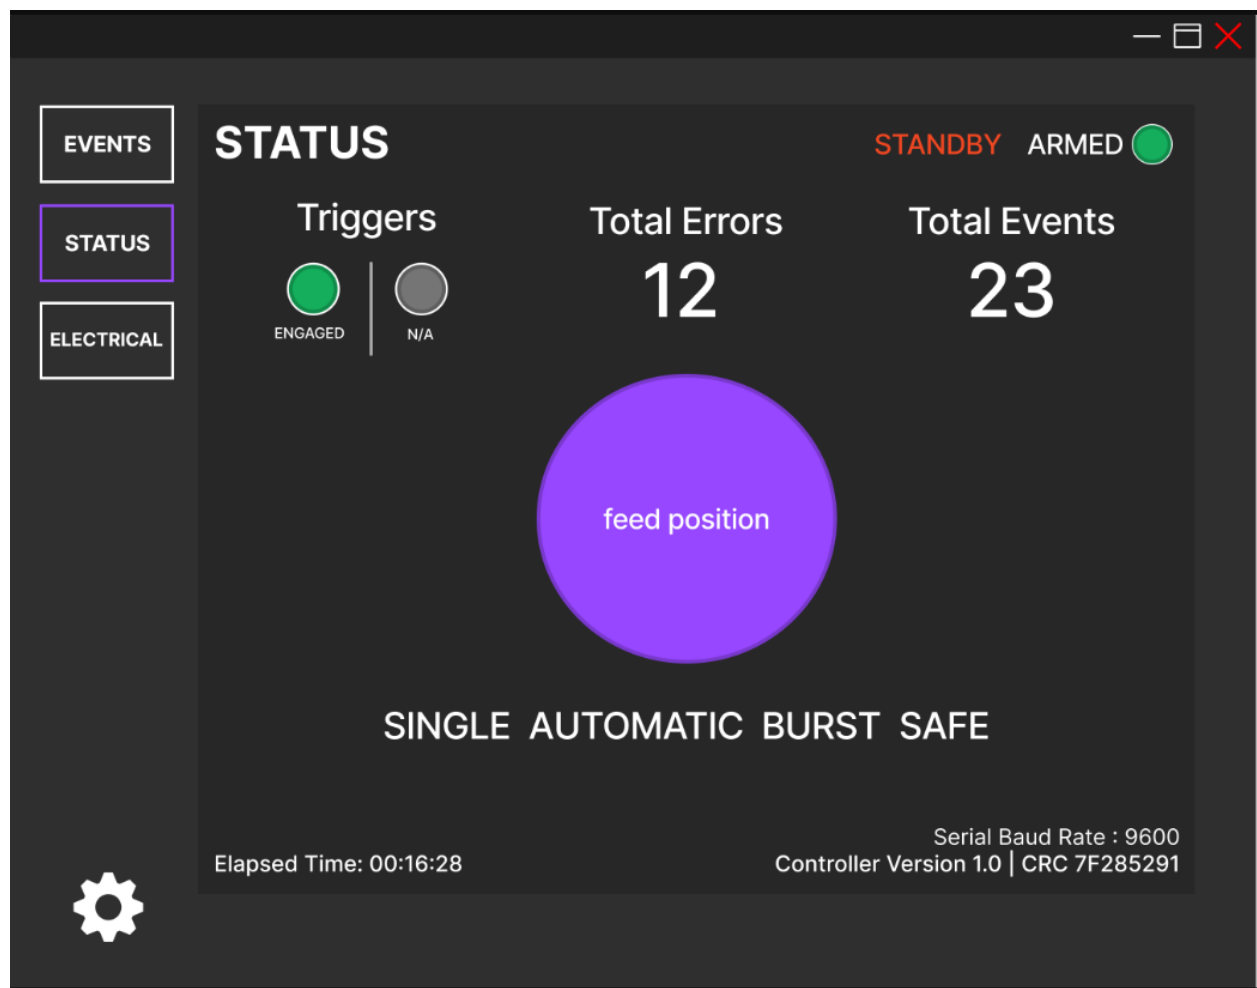 EVENTS
STATUS
ELECTRICAL
STATUS
STANDBY ARMED
Triggers
ENGAGED
N/A
Total Errors
12
Total Events
23
feed position
SINGLE AUTOMATIC BURST SAFE
Elapsed Time: 00:16:28
Serial Baud Rate : 9600
Controller Version 1.0 | CRC 7F285291